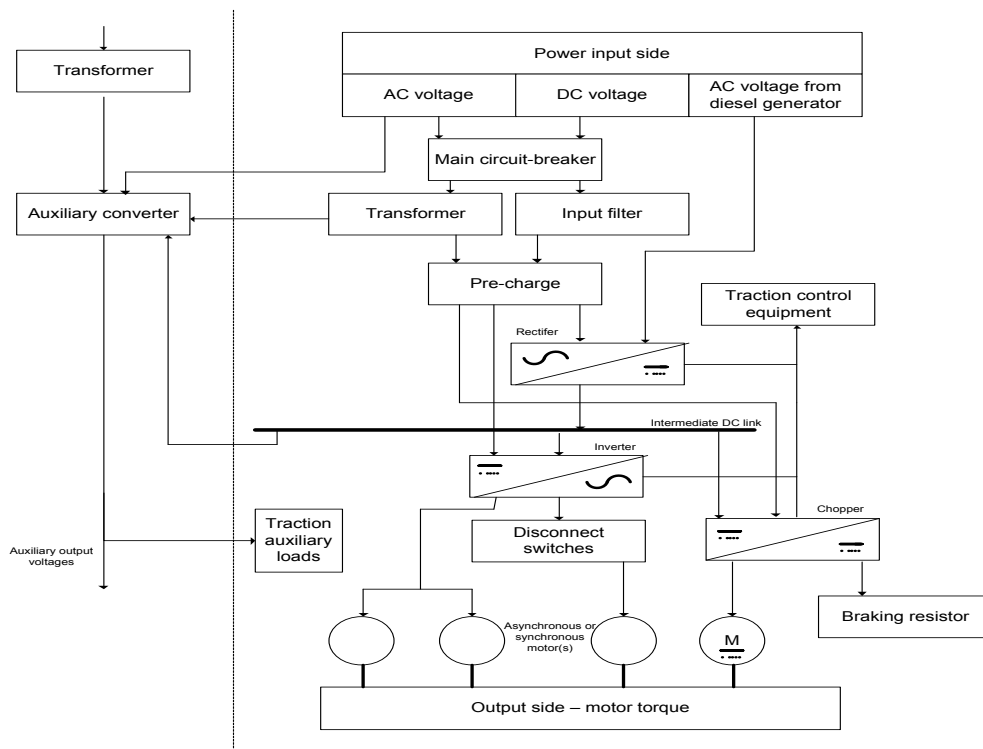 Power input side
Transformer
AC voltage
DC voltage
AC voltage from
diesel generator
Main circuit-breaker
Auxiliary converter
Transformer
Input filter
Pre-charge
Traction control
equipment
Rectifer
Intermediate DC link
Inverter
Chopper
Traction
auxiliary
loads
Disconnect
switches
Auxiliary output
voltages
Braking resistor
Asynchronous or
synchronous
motor(s)
M
Output side – motor torque